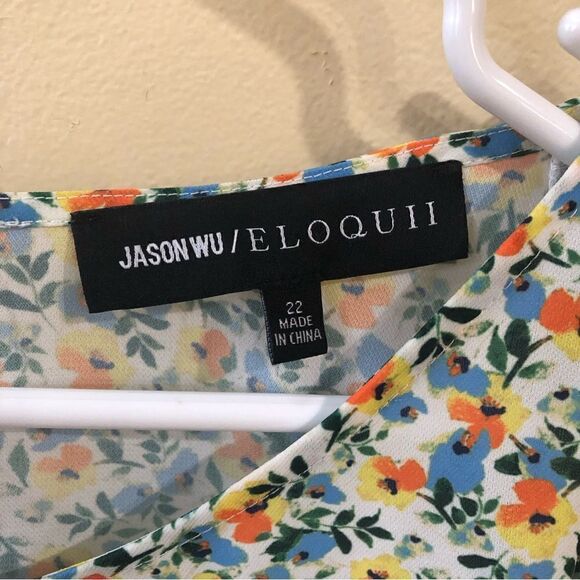 JASON WU / ELOQUII
22
MADE
IN CHINA